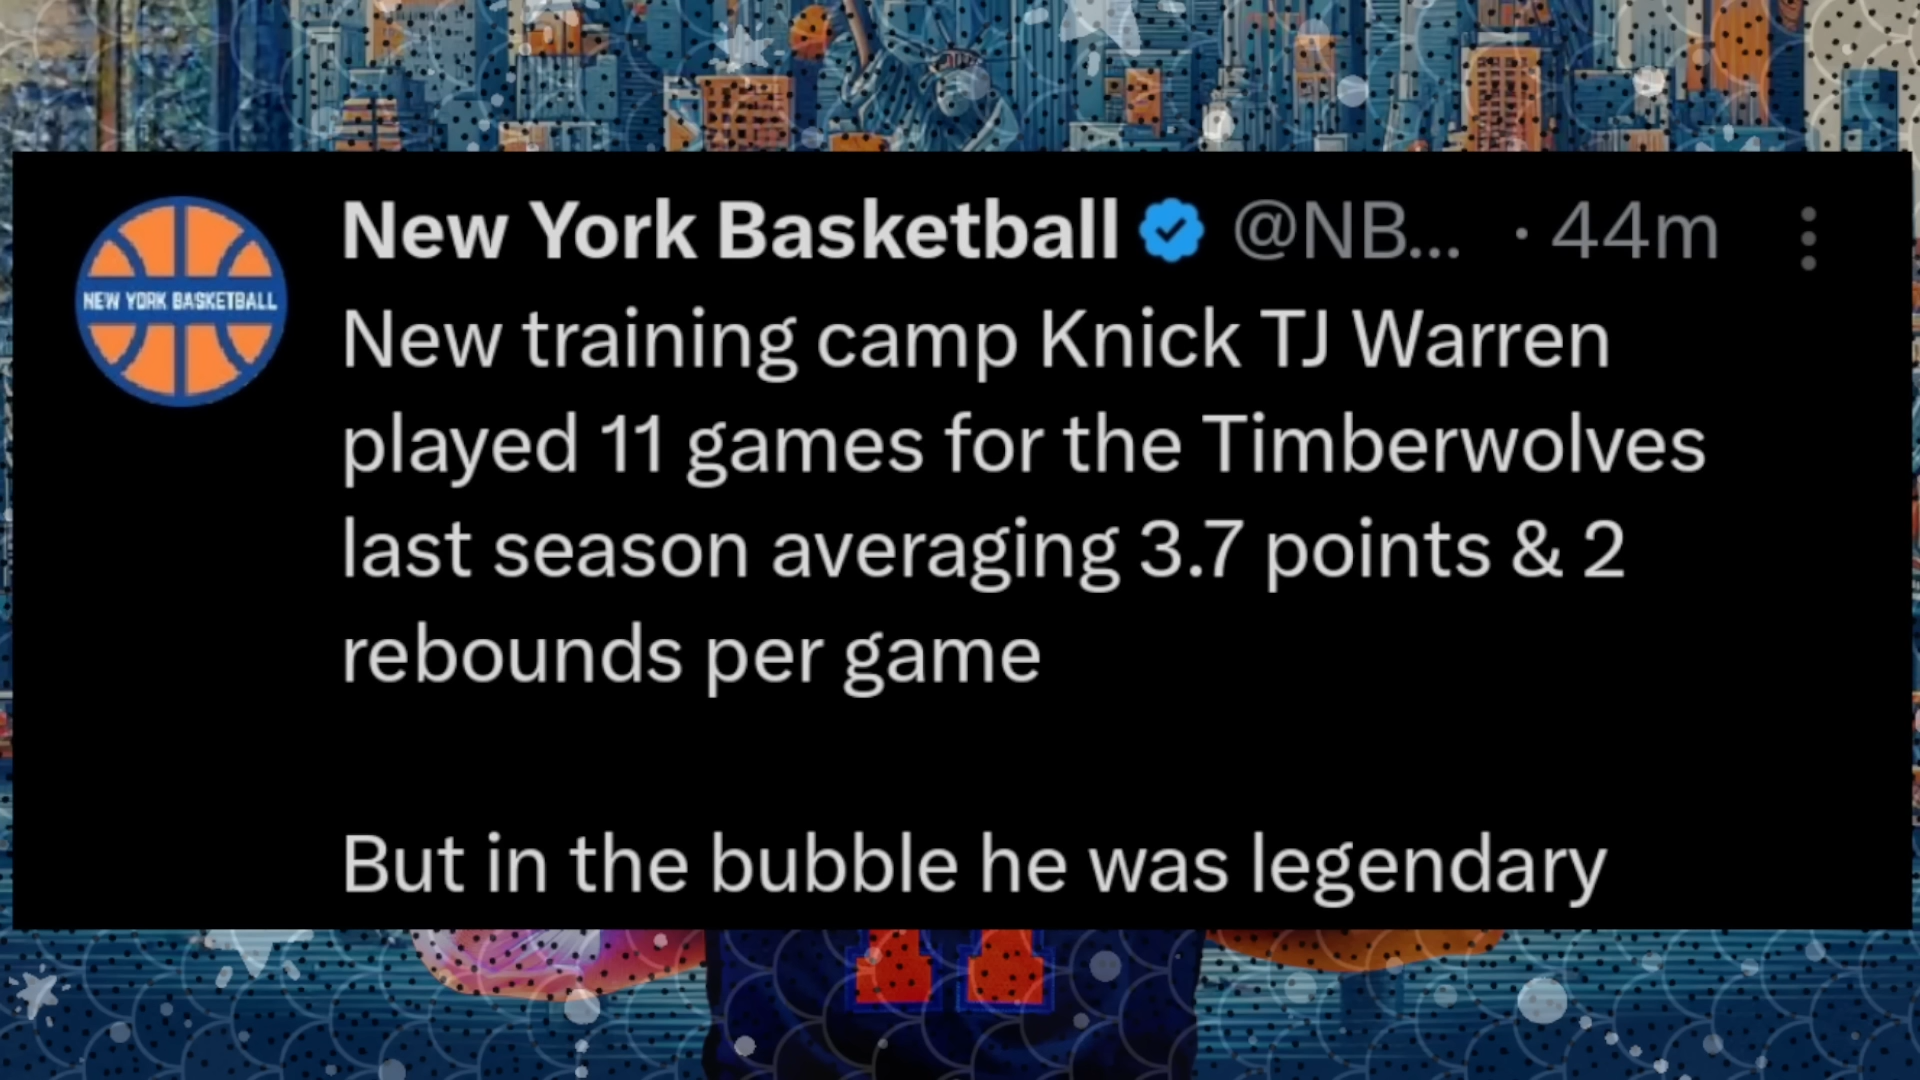 New York Basketball @NB... · 44m
NEW YORK BASKETBALL
New training camp Knick TJ Warren
played 11 games for the Timberwolves
last season averaging 3.7 points & 2
rebounds per game
But in the bubble he was legendary